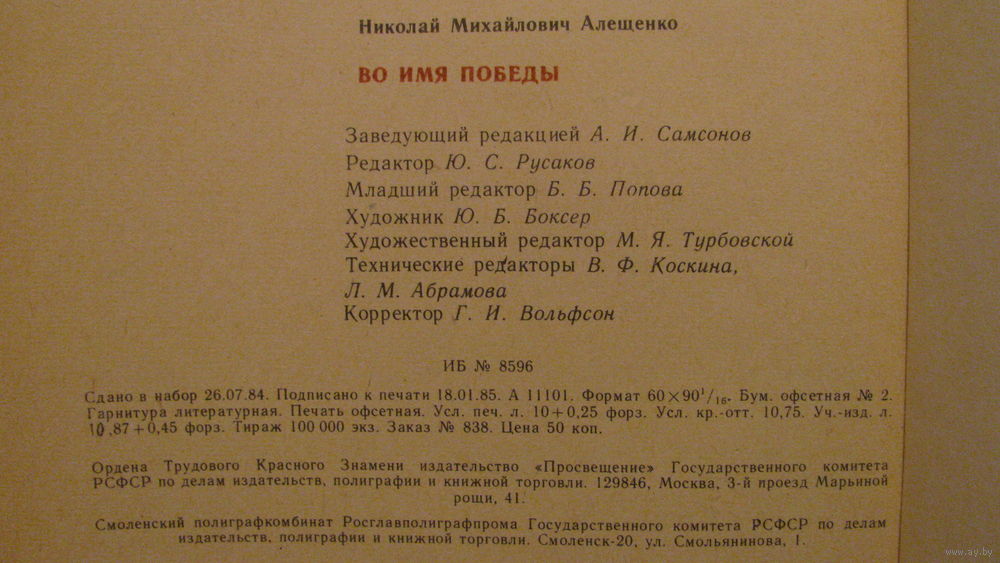 Николай Михайлович Алещенко
ВО ИМЯ ПОБЕДЫ
Заведующий редакцией А. И. Самсонов
Редактор Ю. С. Русаков
Младший редактор Б. Б. Попова
Художник Ю. Б. Боксер
Художественный редактор М. Я. Турбовской
Технические редакторы В. Ф. Коскина,
Л. М. Абрамова
Корректор Г. И. Вольфсон
ИБ № 8596
Сдано в набор 26.07.84. Подписано к печати 18.01.85. А 11101. Формат 60×90¹/₁₆. Бум. офсетная № 2.
Гарнитура литературная. Печать офсетная. Усл. печ. л. 10+0,25 форз. Усл. кр.-отт. 10,75. Уч.-изд. л.
10,87+0,45 форз. Тираж 100 000 экз. Заказ № 838. Цена 50 коп.
Ордена Трудового Красного Знамени издательство «Просвещение» Государственного комитета
РСФСР по делам издательств, полиграфии и книжной торговли. 129846, Москва, 3-й проезд Марьиной
рощи, 41.
Смоленский полиграфкомбинат Росглавполиграфпрома Государственного комитета РСФСР по делам
издательств, полиграфии и книжной торговли. Смоленск-20, ул. Смольянинова, 1.
www.ay.by